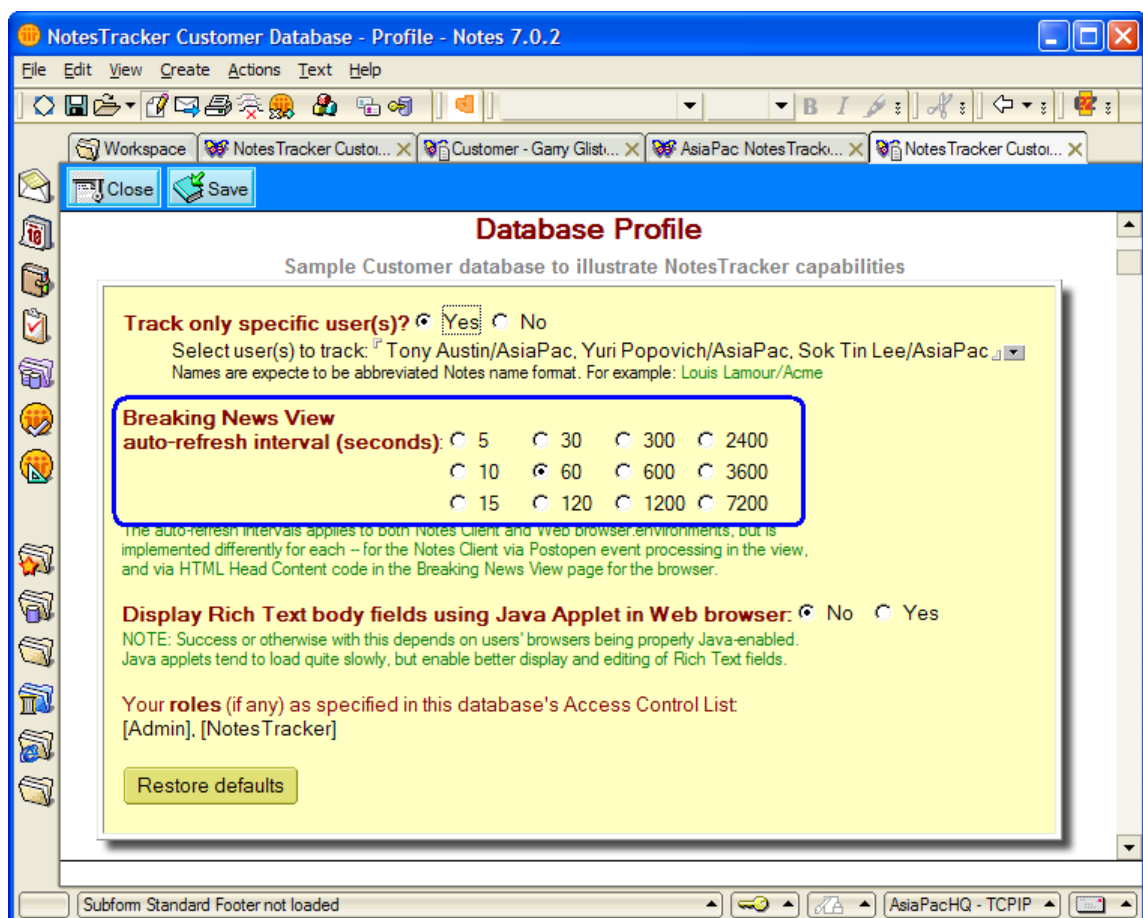 NotesTracker Customer Database - Profile - Notes 7.0.2
File Edit View Create Actions Text Help
B I
Workspace NotesTracker Custo... Customer - Garry Glist... AsiaPac NotesTrack... NotesTracker Custo...
Close Save
Database Profile
Sample Customer database to illustrate NotesTracker capabilities
Track only specific user(s)? Yes No
Select user(s) to track: Tony Austin/AsiaPac, Yuri Popovich/AsiaPac, Sok Tin Lee/AsiaPac
Names are expecte to be abbreviated Notes name format. For example: Louis Lamour/Acme
Breaking News View
auto-refresh interval (seconds): 5 30 300 2400
10 60 600 3600
15 120 1200 7200
The auto-refresh intervals applies to both Notes Client and Web browser.environments, but is
implemented differently for each -- for the Notes Client via Postopen event processing in the view,
and via HTML Head Content code in the Breaking News View page for the browser.
Display Rich Text body fields using Java Applet in Web browser: No Yes
NOTE: Success or otherwise with this depends on users' browsers being properly Java-enabled.
Java applets tend to load quite slowly, but enable better display and editing of Rich Text fields.
Your roles (if any) as specified in this database's Access Control List:
[Admin], [NotesTracker]
Restore defaults
Subform Standard Footer not loaded AsiaPacHQ - TCPIP